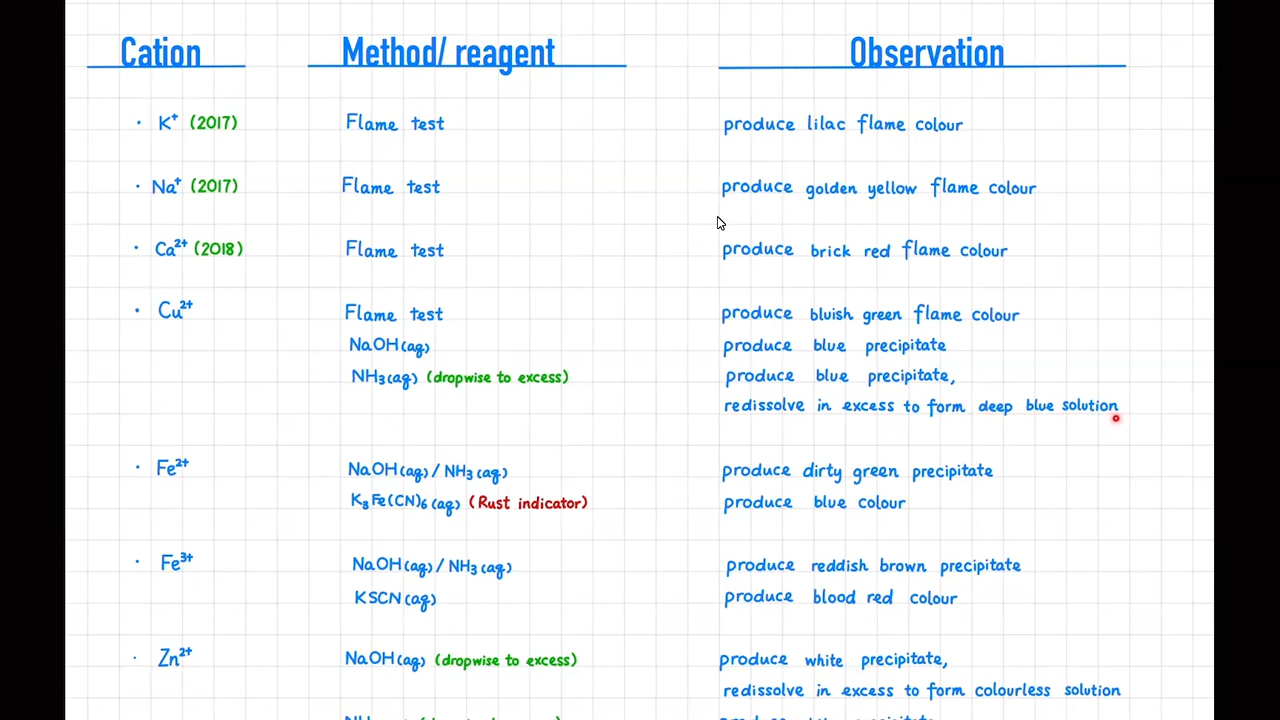 Cation Method/ reagent Observation
· K⁺ (2017) Flame test produce lilac flame colour
· Na⁺ (2017) Flame test produce golden yellow flame colour
· Ca²⁺ (2018) Flame test produce brick red flame colour
· Cu²⁺ Flame test produce bluish green flame colour
NaOH(aq) produce blue precipitate
NH₃(aq) (dropwise to excess) produce blue precipitate,
redissolve in excess to form deep blue solution
· Fe²⁺ NaOH(aq) / NH₃(aq) produce dirty green precipitate
K₃Fe(CN)₆(aq) (Rust indicator) produce blue colour
· Fe³⁺ NaOH(aq) / NH₃(aq) produce reddish brown precipitate
KSCN(aq) produce blood red colour
· Zn²⁺ NaOH(aq) (dropwise to excess) produce white precipitate,
redissolve in excess to form colourless solution